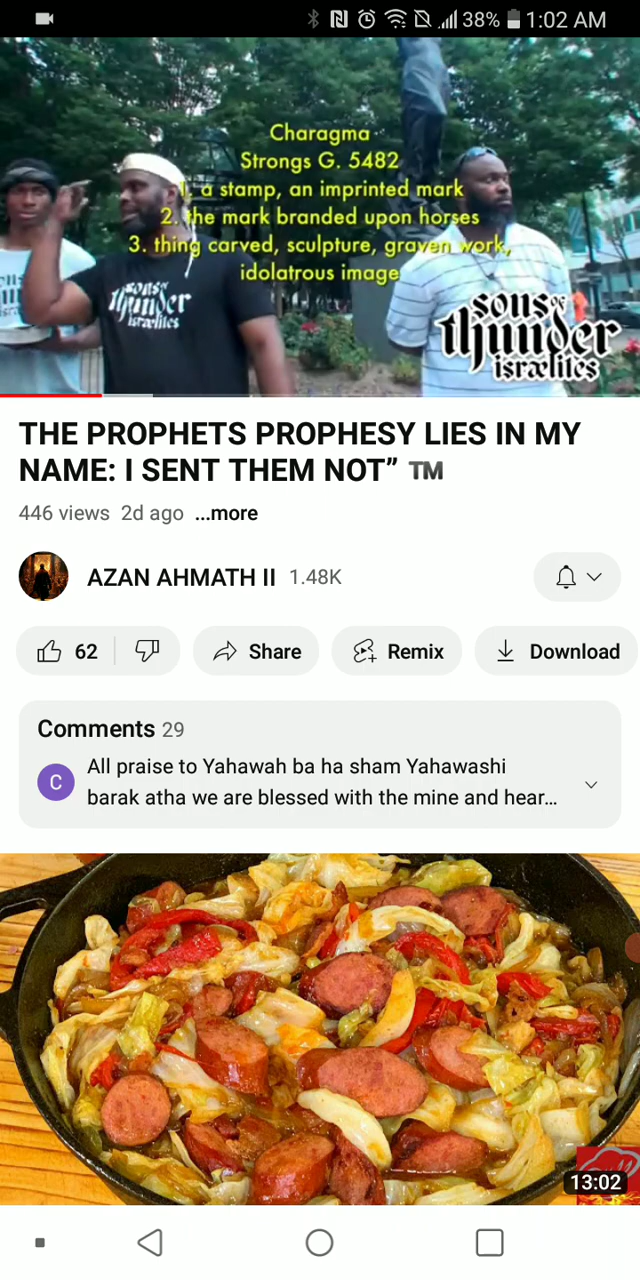 38% 1:02 AM
Charagma
Strongs G. 5482
1. a stamp, an imprinted mark
2. the mark branded upon horses
3. thing carved, sculpture, graven work,
idolatrous image
sons of
thunder
israelites
sons of
thunder
israelites
THE PROPHETS PROPHESY LIES IN MY
NAME: I SENT THEM NOT” ™️
446 views 2d ago ...more
AZAN AHMATH II 1.48K
62 Share Remix Download
Comments 29
C
All praise to Yahawah ba ha sham Yahawashi
barak atha we are blessed with the mine and hear...
13:02